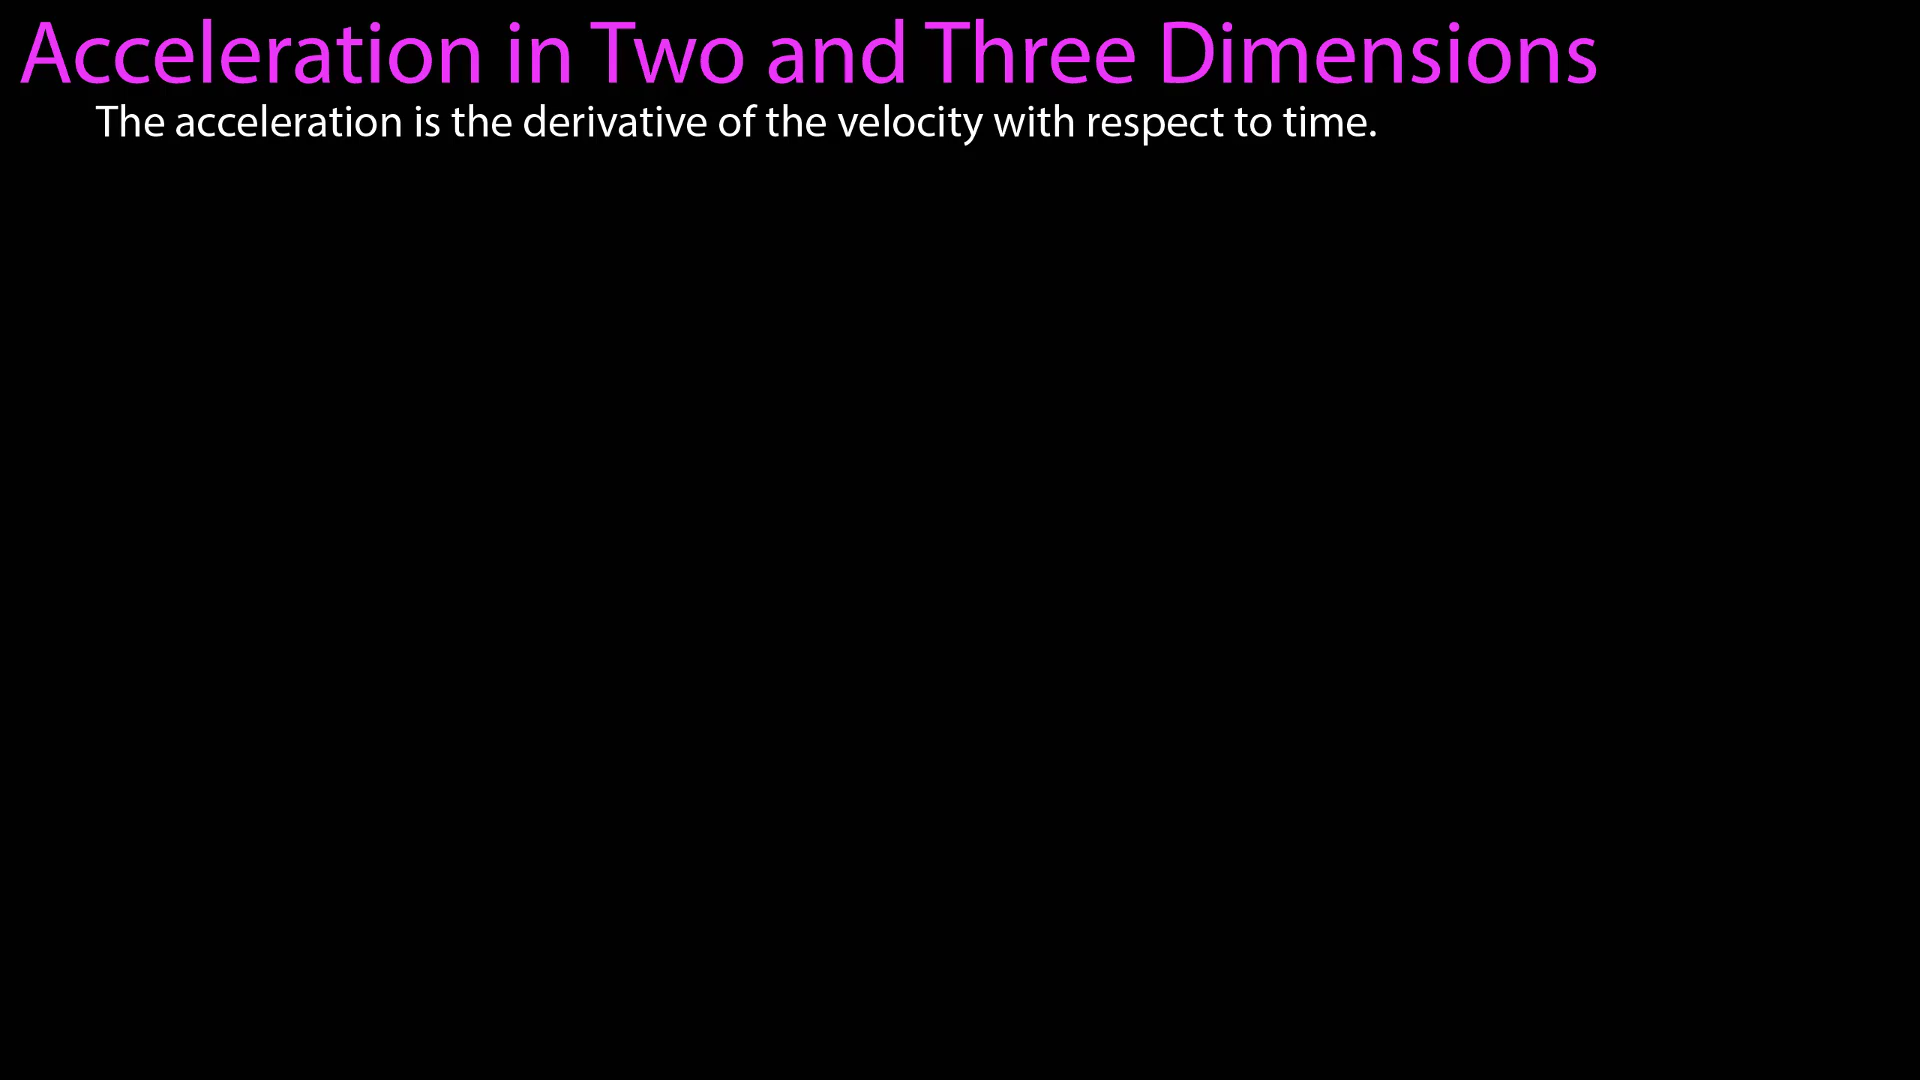 Acceleration in Two and Three Dimensions
The acceleration is the derivative of the velocity with respect to time.